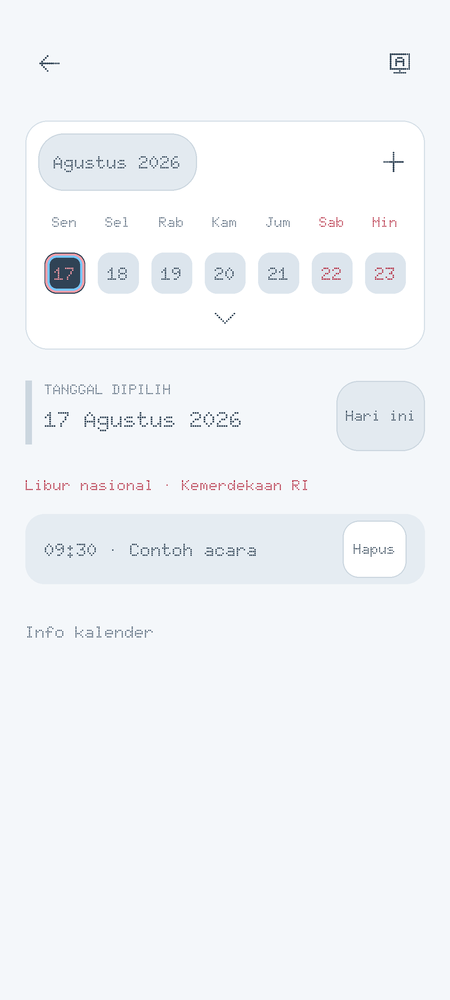 A
Agustus 2026
Sen Sel Rab Kam Jum Sab Min
17 18 19 20 21 22 23
TANGGAL DIPILIH
17 Agustus 2026
Hari ini
Libur nasional · Kemerdekaan RI
09:30 · Contoh acara
Hapus
Info kalender